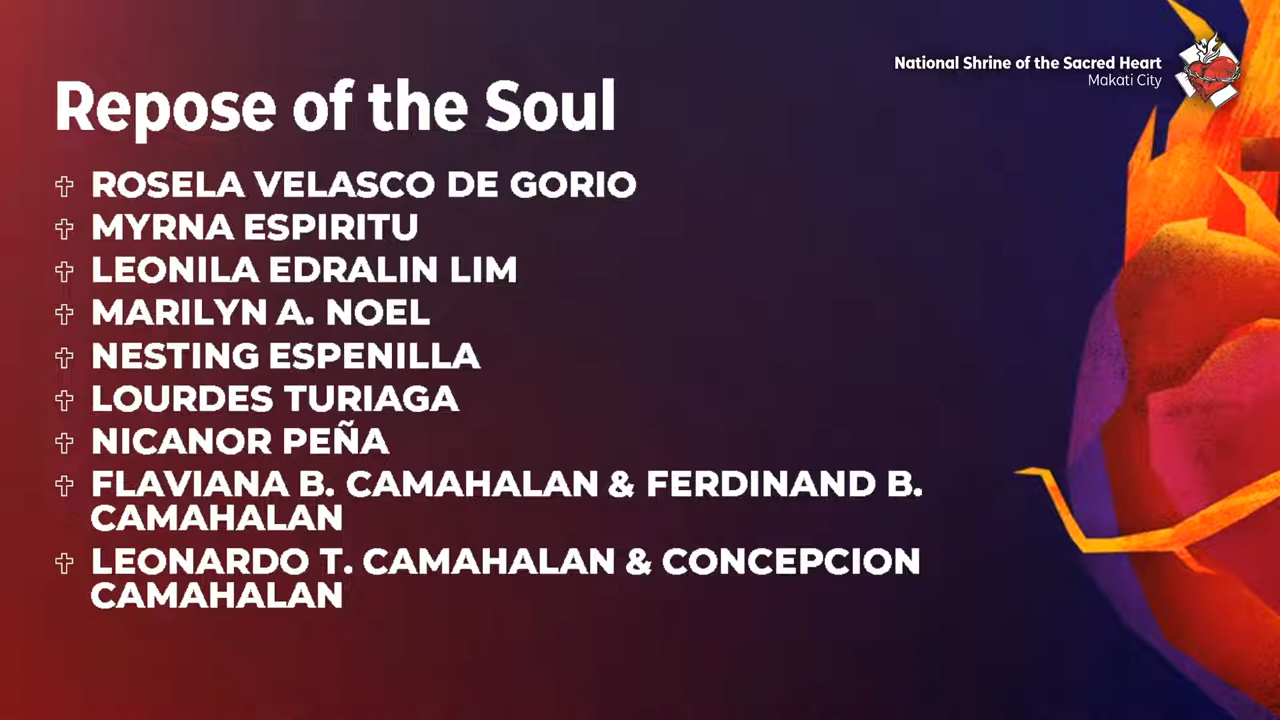 National Shrine of the Sacred Heart
Makati City
Repose of the Soul
ROSELA VELASCO DE GORIO
MYRNA ESPIRITU
LEONILA EDRALIN LIM
MARILYN A. NOEL
NESTING ESPENILLA
LOURDES TURIAGA
NICANOR PEÑA
FLAVIANA B. CAMAHALAN & FERDINAND B.
CAMAHALAN
LEONARDO T. CAMAHALAN & CONCEPCION
CAMAHALAN